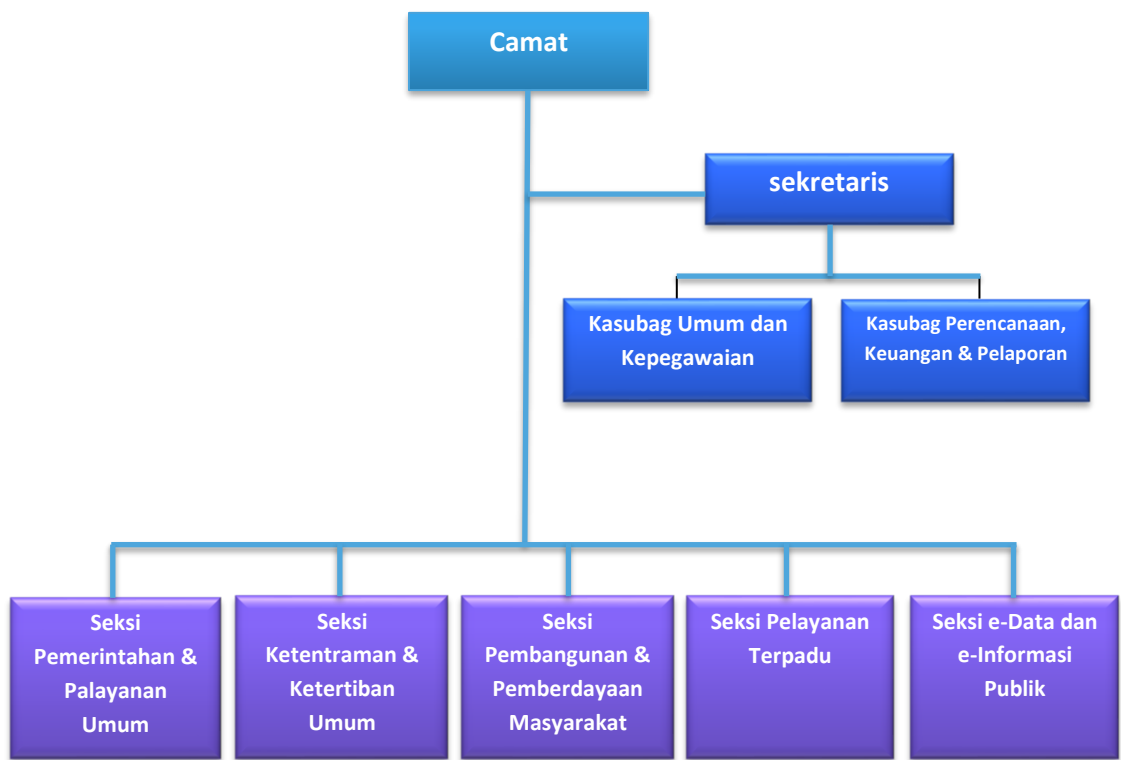 Camat
sekretaris
Kasubag Umum dan
Kepegawaian
Kasubag Perencanaan,
Keuangan & Pelaporan
Seksi
Pemerintahan &
Palayanan
Umum
Seksi
Ketentraman &
Ketertiban
Umum
Seksi
Pembangunan &
Pemberdayaan
Masyarakat
Seksi Pelayanan
Terpadu
Seksi e-Data dan
e-Informasi
Publik